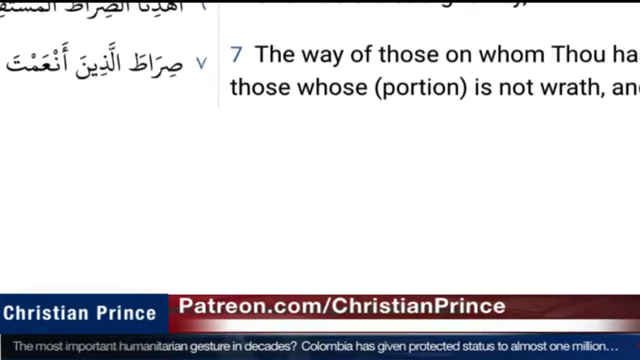 صِرَاطَ الَّذِينَ أَنْعَمْتَ ٧
7 The way of those on whom Thou ha
those whose (portion) is not wrath, an
Christian Prince
Patreon.com/ChristianPrince
The most important humanitarian gesture in decades? Colombia has given protected status to almost one million...